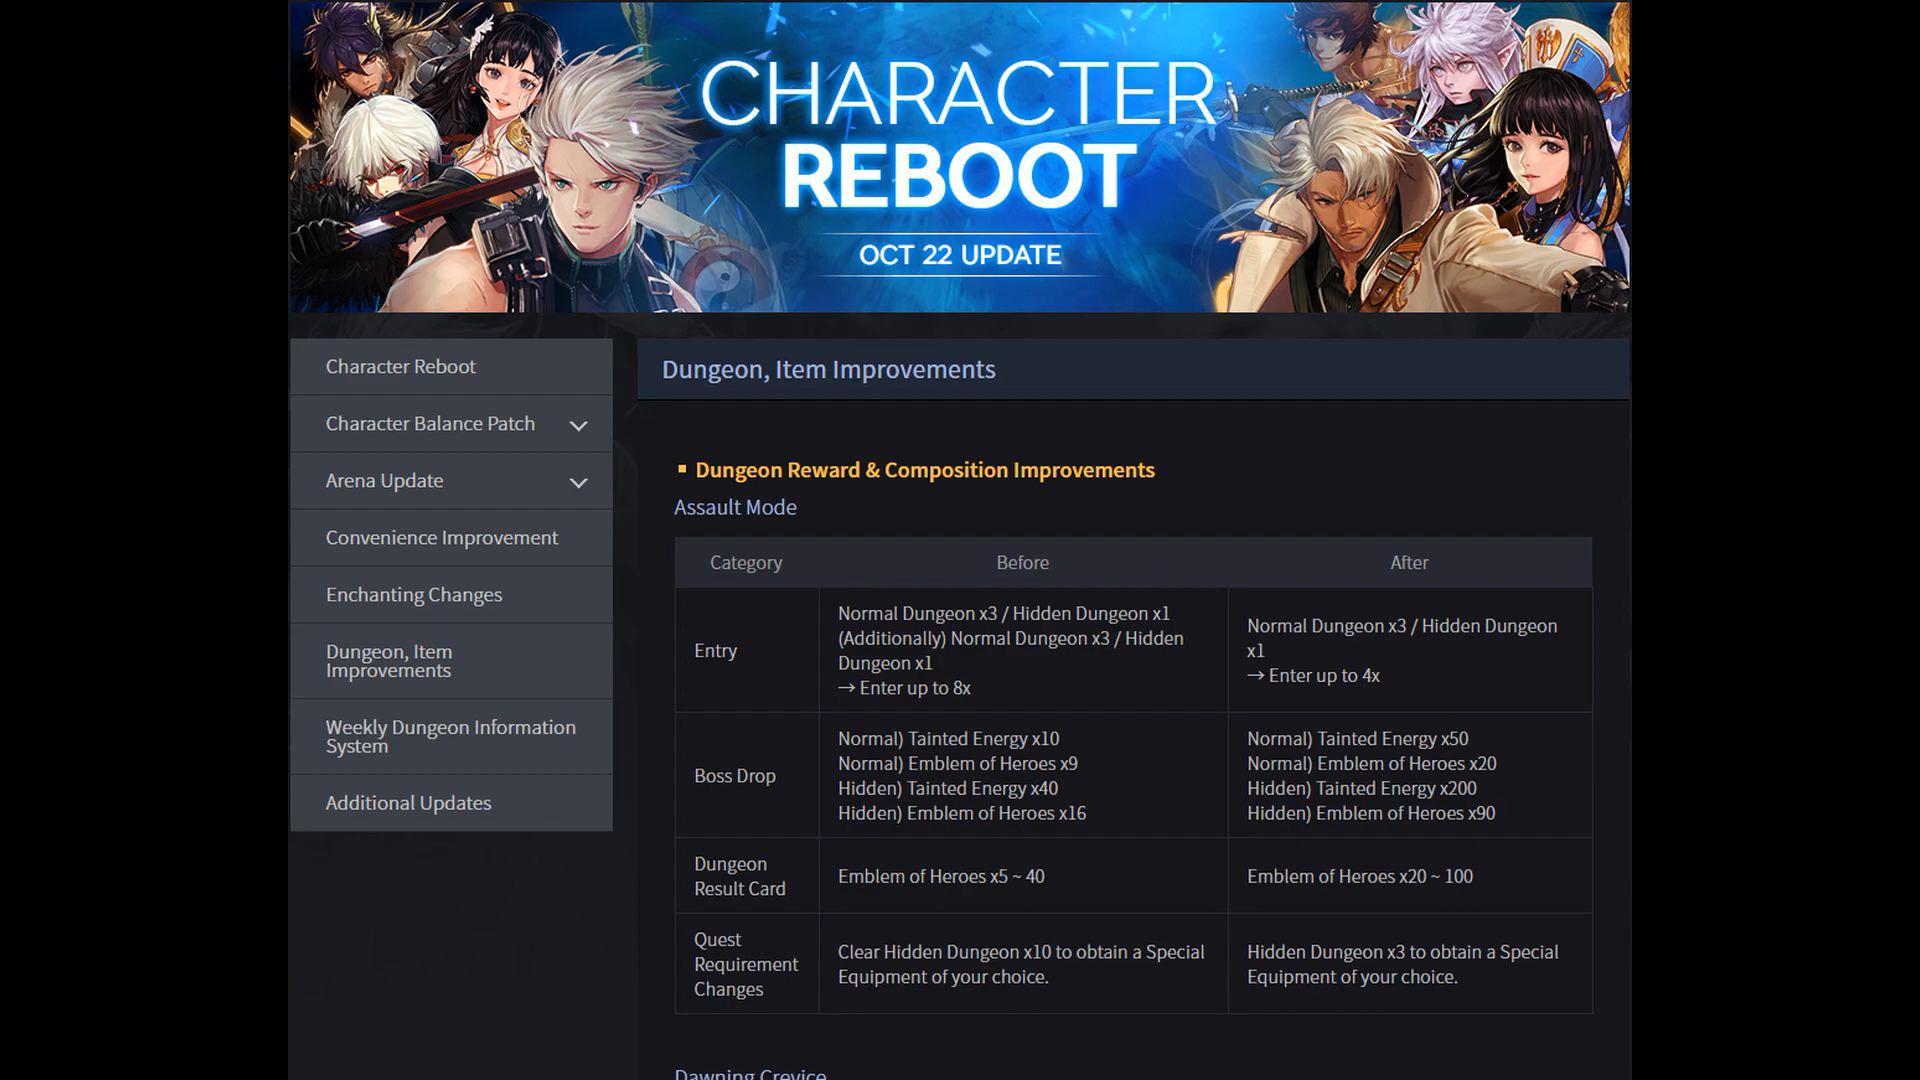 CHARACTER
REBOOT
OCT 22 UPDATE
Character Reboot
Character Balance Patch
Arena Update
Convenience Improvement
Enchanting Changes
Dungeon, Item
Improvements
Weekly Dungeon Information
System
Additional Updates
Dungeon, Item Improvements
Dungeon Reward & Composition Improvements
Assault Mode
Category
Before
After
Entry
Normal Dungeon x3 / Hidden Dungeon x1
(Additionally) Normal Dungeon x3 / Hidden
Dungeon x1
→ Enter up to 8x
Normal Dungeon x3 / Hidden Dungeon
x1
→ Enter up to 4x
Boss Drop
Normal) Tainted Energy x10
Normal) Emblem of Heroes x9
Hidden) Tainted Energy x40
Hidden) Emblem of Heroes x16
Normal) Tainted Energy x50
Normal) Emblem of Heroes x20
Hidden) Tainted Energy x200
Hidden) Emblem of Heroes x90
Dungeon
Result Card
Emblem of Heroes x5 ~ 40
Emblem of Heroes x20 ~ 100
Quest
Requirement
Changes
Clear Hidden Dungeon x10 to obtain a Special
Equipment of your choice.
Hidden Dungeon x3 to obtain a Special
Equipment of your choice.
Dawning Crevice